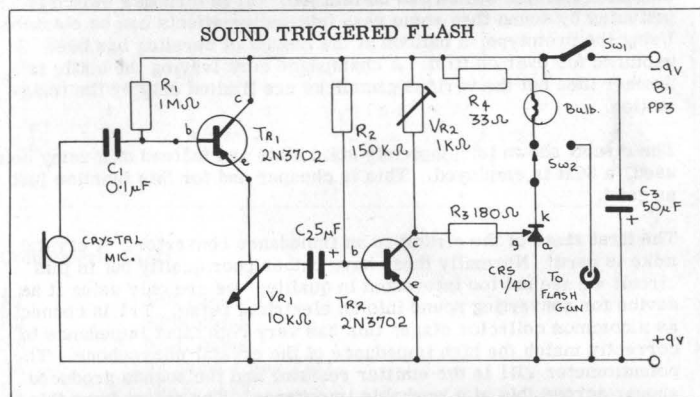 SOUND TRIGGERED FLASH
SW1
-9v
B1
PP3
1MΩ
C1
0·1μF
b
c
e
TR1
2N3702
R2
150KΩ
VR2
1KΩ
R4
33Ω
Bulb.
SW2
C3
50μF
+
CRYSTAL
MIC.
VR1
10KΩ
C2 5μF
+
b
c
e
TR2
2N3702
R3 180Ω
k
CRS
1/40
TO
FLASH
GUN
+9v